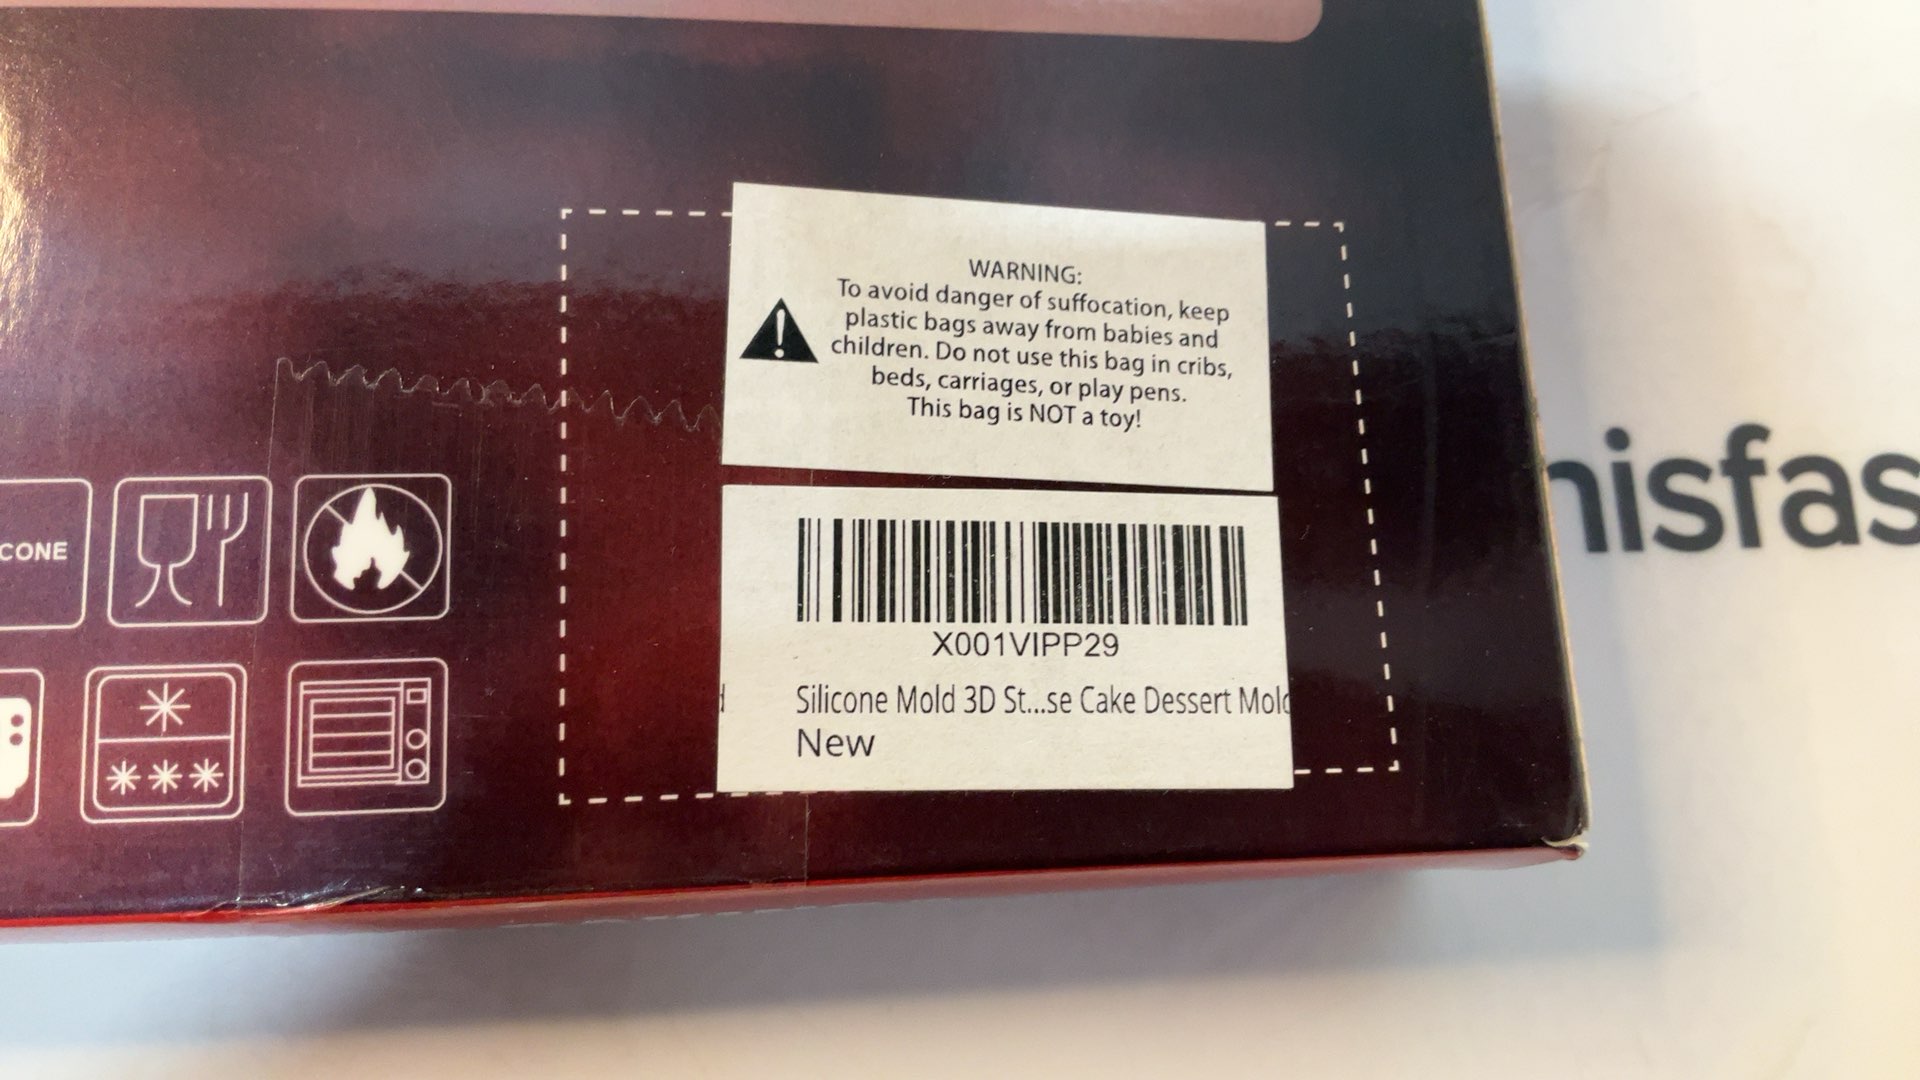 WARNING:
To avoid danger of suffocation, keep
plastic bags away from babies and
children. Do not use this bag in cribs,
beds, carriages, or play pens.
This bag is NOT a toy!
CONE
X001VIPP29
Silicone Mold 3D St...se Cake Dessert Mold
New
nisfas